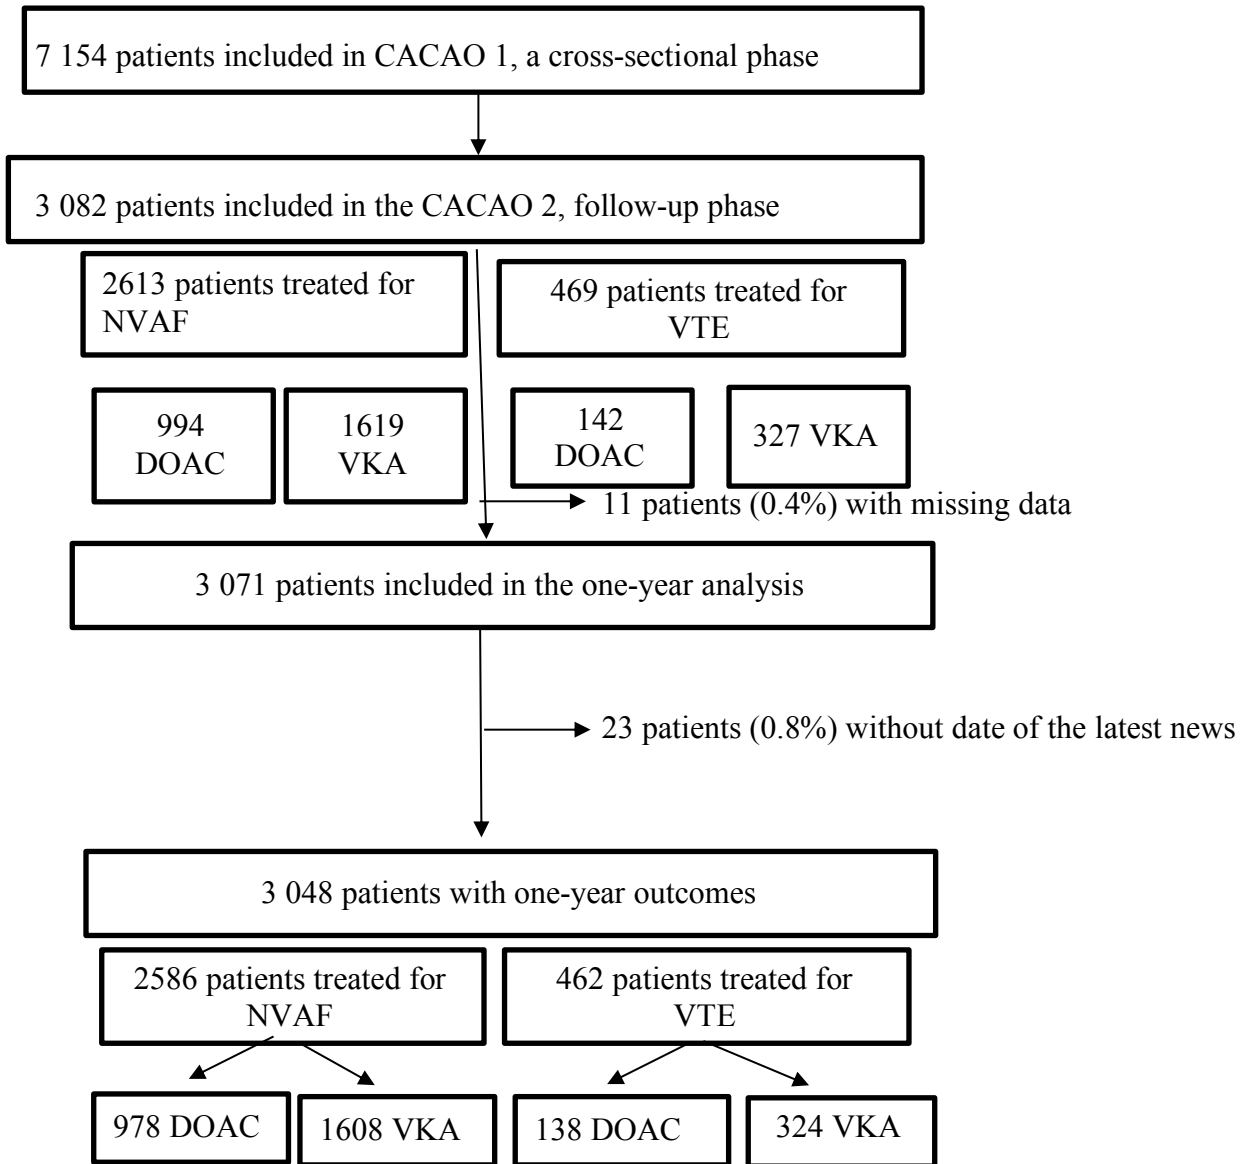 7 154 patients included in CACAO 1, a cross-sectional phase
3 082 patients included in the CACAO 2, follow-up phase
2613 patients treated for
NVAF
469 patients treated for
VTE
994
DOAC
1619
VKA
142
DOAC
327 VKA
11 patients (0.4%) with missing data
3 071 patients included in the one-year analysis
23 patients (0.8%) without date of the latest news
3 048 patients with one-year outcomes
2586 patients treated for
NVAF
462 patients treated for
VTE
978 DOAC
1608 VKA
138 DOAC
324 VKA